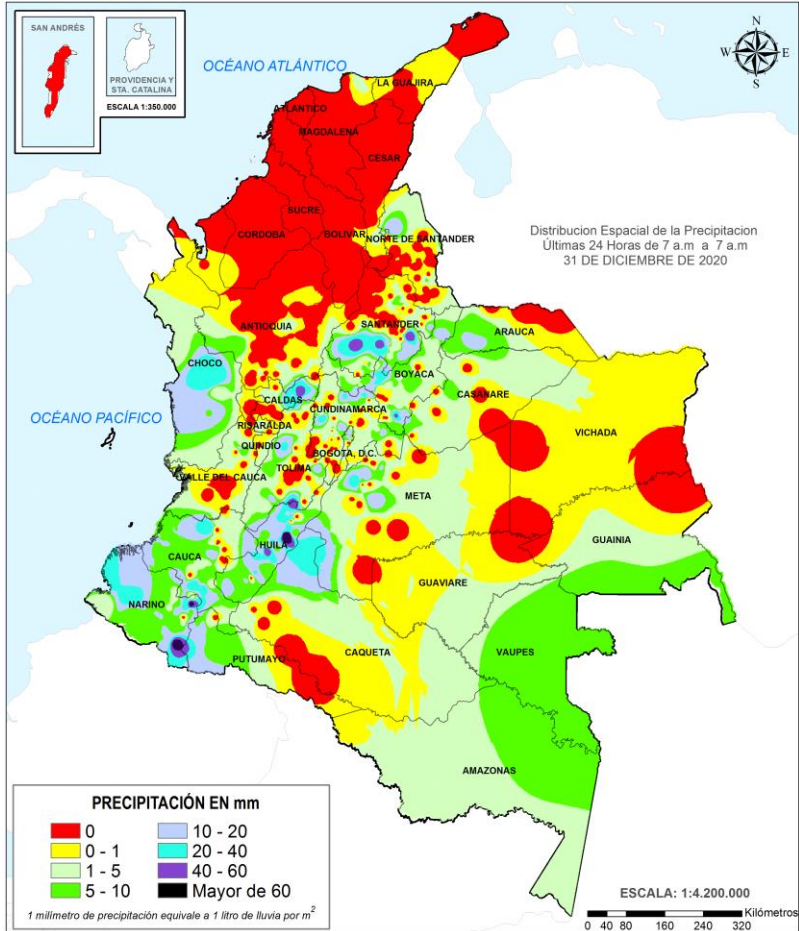 SAN ANDRÉS
PROVIDENCIA Y
STA. CATALINA
ESCALA 1:350.000
OCÉANO ATLÁNTICO
N
W E
S
LA GUAJIRA
ATLANTICO
MAGDALENA
CESAR
SUCRE
CORDOBA
BOLIVAR
NORTE DE SANTANDER
Distribucion Espacial de la Precipitacion
Últimas 24 Horas de 7 a.m a 7 a.m
31 DE DICIEMBRE DE 2020
ANTIOQUIA
SANTANDER
ARAUCA
CHOCO
BOYACA
CASANARE
CALDAS
CUNDINAMARCA
OCÉANO PACÍFICO
RISARALDA
VICHADA
QUINDIO
BOGOTA, D.C.
TOLIMA
VALLE DEL CAUCA
META
GUAINIA
HUILA
CAUCA
GUAVIARE
NARINO
CAQUETA
VAUPES
PUTUMAYO
AMAZONAS
PRECIPITACIÓN EN mm
0
0 - 1
1 - 5
5 - 10
10 - 20
20 - 40
40 - 60
Mayor de 60
1 milímetro de precipitación equivale a 1 litro de lluvia por m²
ESCALA: 1:4.200.000
Kilómetros
0 40 80 160 240 320